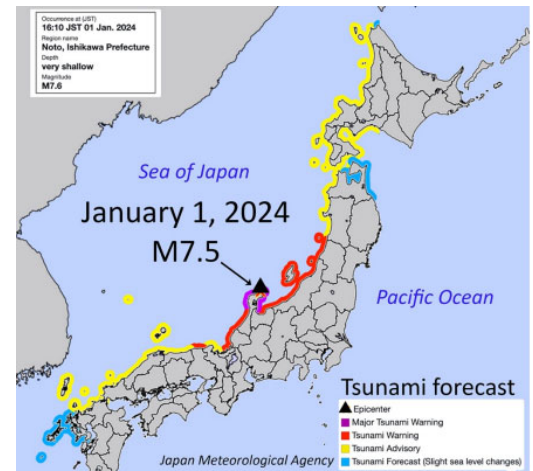 Occurrence at (JST)
16:10 JST 01 Jan. 2024
Region name
Noto, Ishikawa Prefecture
Depth
very shallow
Magnitude
M7.6
Sea of Japan
January 1, 2024
M7.5
Pacific Ocean
Tsunami forecast
Epicenter
Major Tsunami Warning
Tsunami Warning
Tsunami Advisory
Tsunami Forecast (Slight sea level changes)
Japan Meteorological Agency